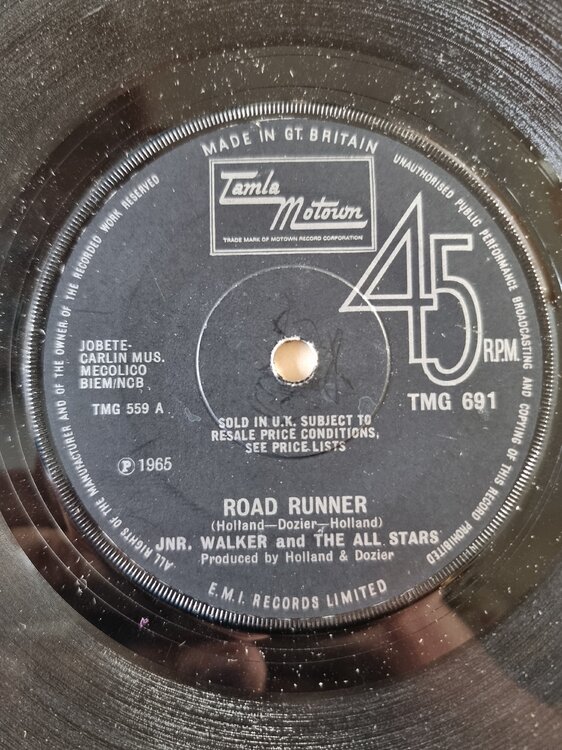 MADE IN GT. BRITAIN
UNAUTHORISED PUBLIC PERFORMANCE BROADCASTING AND COPYING OF THIS RECORD PROHIBITED
ALL RIGHTS OF THE MANUFACTURER AND OF THE OWNER OF THE RECORDED WORK RESERVED
Tamla
Motown
TRADE MARK OF MOTOWN RECORD CORPORATION
45
R.P.M.
JOBETE-
CARLIN MUS.
MECOLICO
BIEM/NCB
TMG 559 A
TMG 691
SOLD IN U.K. SUBJECT TO
RESALE PRICE CONDITIONS,
SEE PRICE LISTS
℗ 1965
ROAD RUNNER
(Holland—Dozier—Holland)
JNR. WALKER and THE ALL STARS
Produced by Holland & Dozier
E.M.I. RECORDS LIMITED